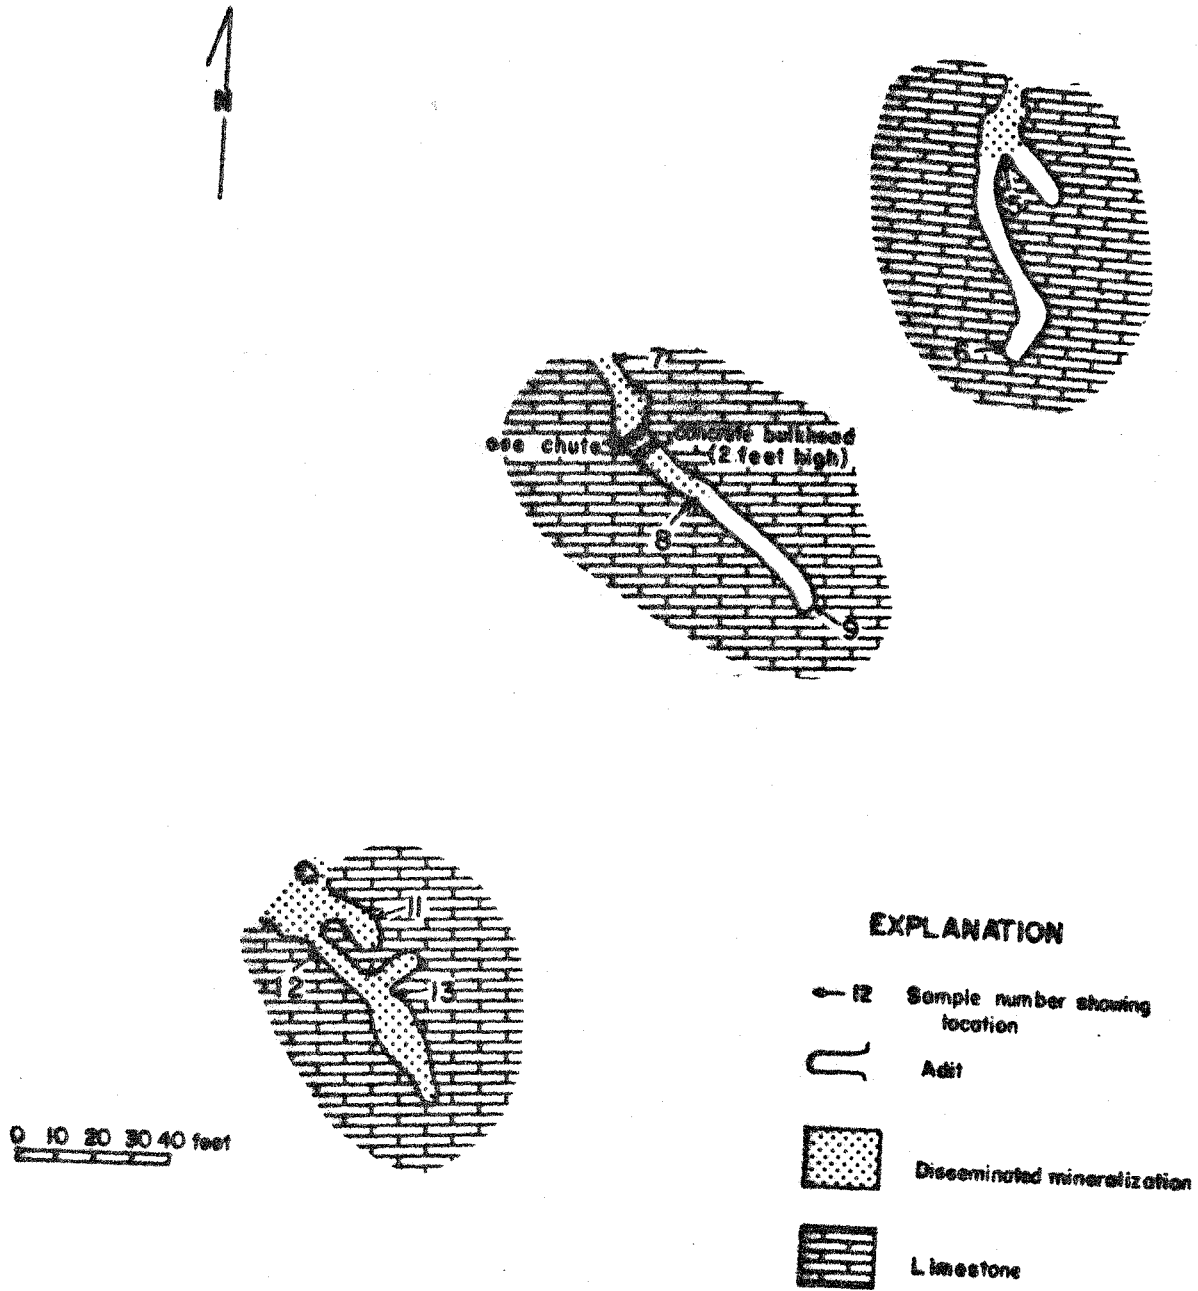 N
6
7
ore chute
concrete bulkhead
(2 feet high)
8
9
11
12
13
EXPLANATION
12 Sample number showing
location
Adit
Disseminated mineralization
Limestone
0 10 20 30 40 feet